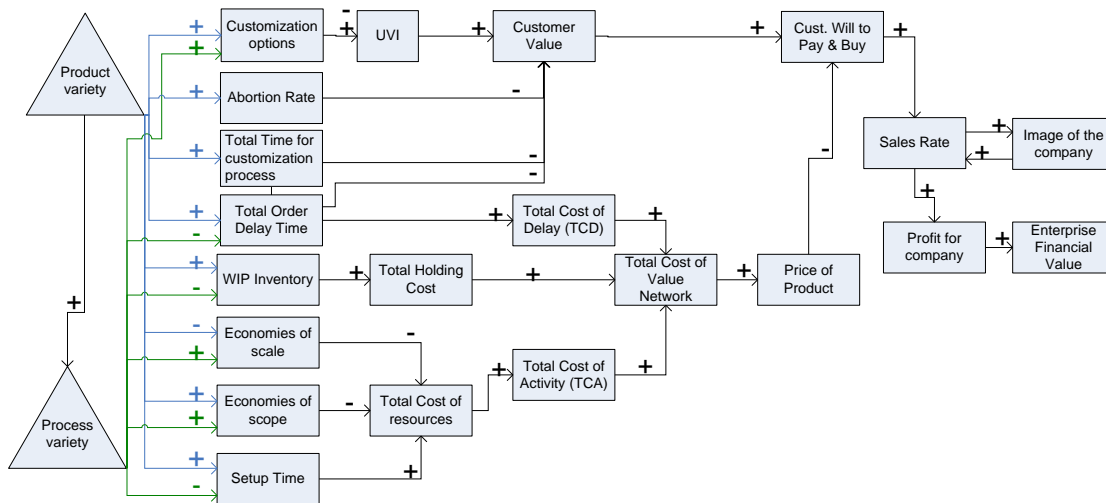 Product
variety
Process
variety
+
+
+
+
+
+
-
+
-
-
+
+
+
+
-
Customization
options
Abortion Rate
Total Time for
customization
process
Total Order
Delay Time
WIP Inventory
Economies of
scale
Economies of
scope
Setup Time
-
+
UVI
+
Customer
Value
-
-
-
+
Total Cost of
Delay (TCD)
+
+
Total Holding
Cost
+
Total Cost of
Value
Network
-
-
+
Total Cost of
resources
+
Total Cost of
Activity (TCA)
+
+
Price of
Product
-
+
Cust. Will to
Pay & Buy
+
Sales Rate
+
+
Image of the
company
+
Profit for
company
+
Enterprise
Financial
Value